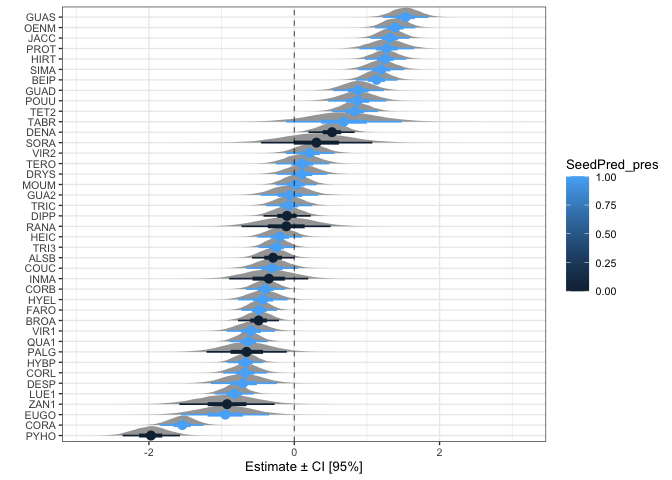 GUAS
OENM
JACC
PROT
HIRT
SIMA
BEIP
GUAD
POUU
TET2
TABR
DENA
SORA
VIR2
TERO
DRYS
MOUM
GUA2
TRIC
DIPP
RANA
HEIC
TRI3
ALSB
COUC
INMA
CORB
HYEL
FARO
BROA
VIR1
QUA1
PALG
HYBP
CORL
DESP
LUE1
ZAN1
EUGO
CORA
PYHO
-2 0 2
Estimate ± CI [95%]
SeedPred_pres
1.00
0.75
0.50
0.25
0.00